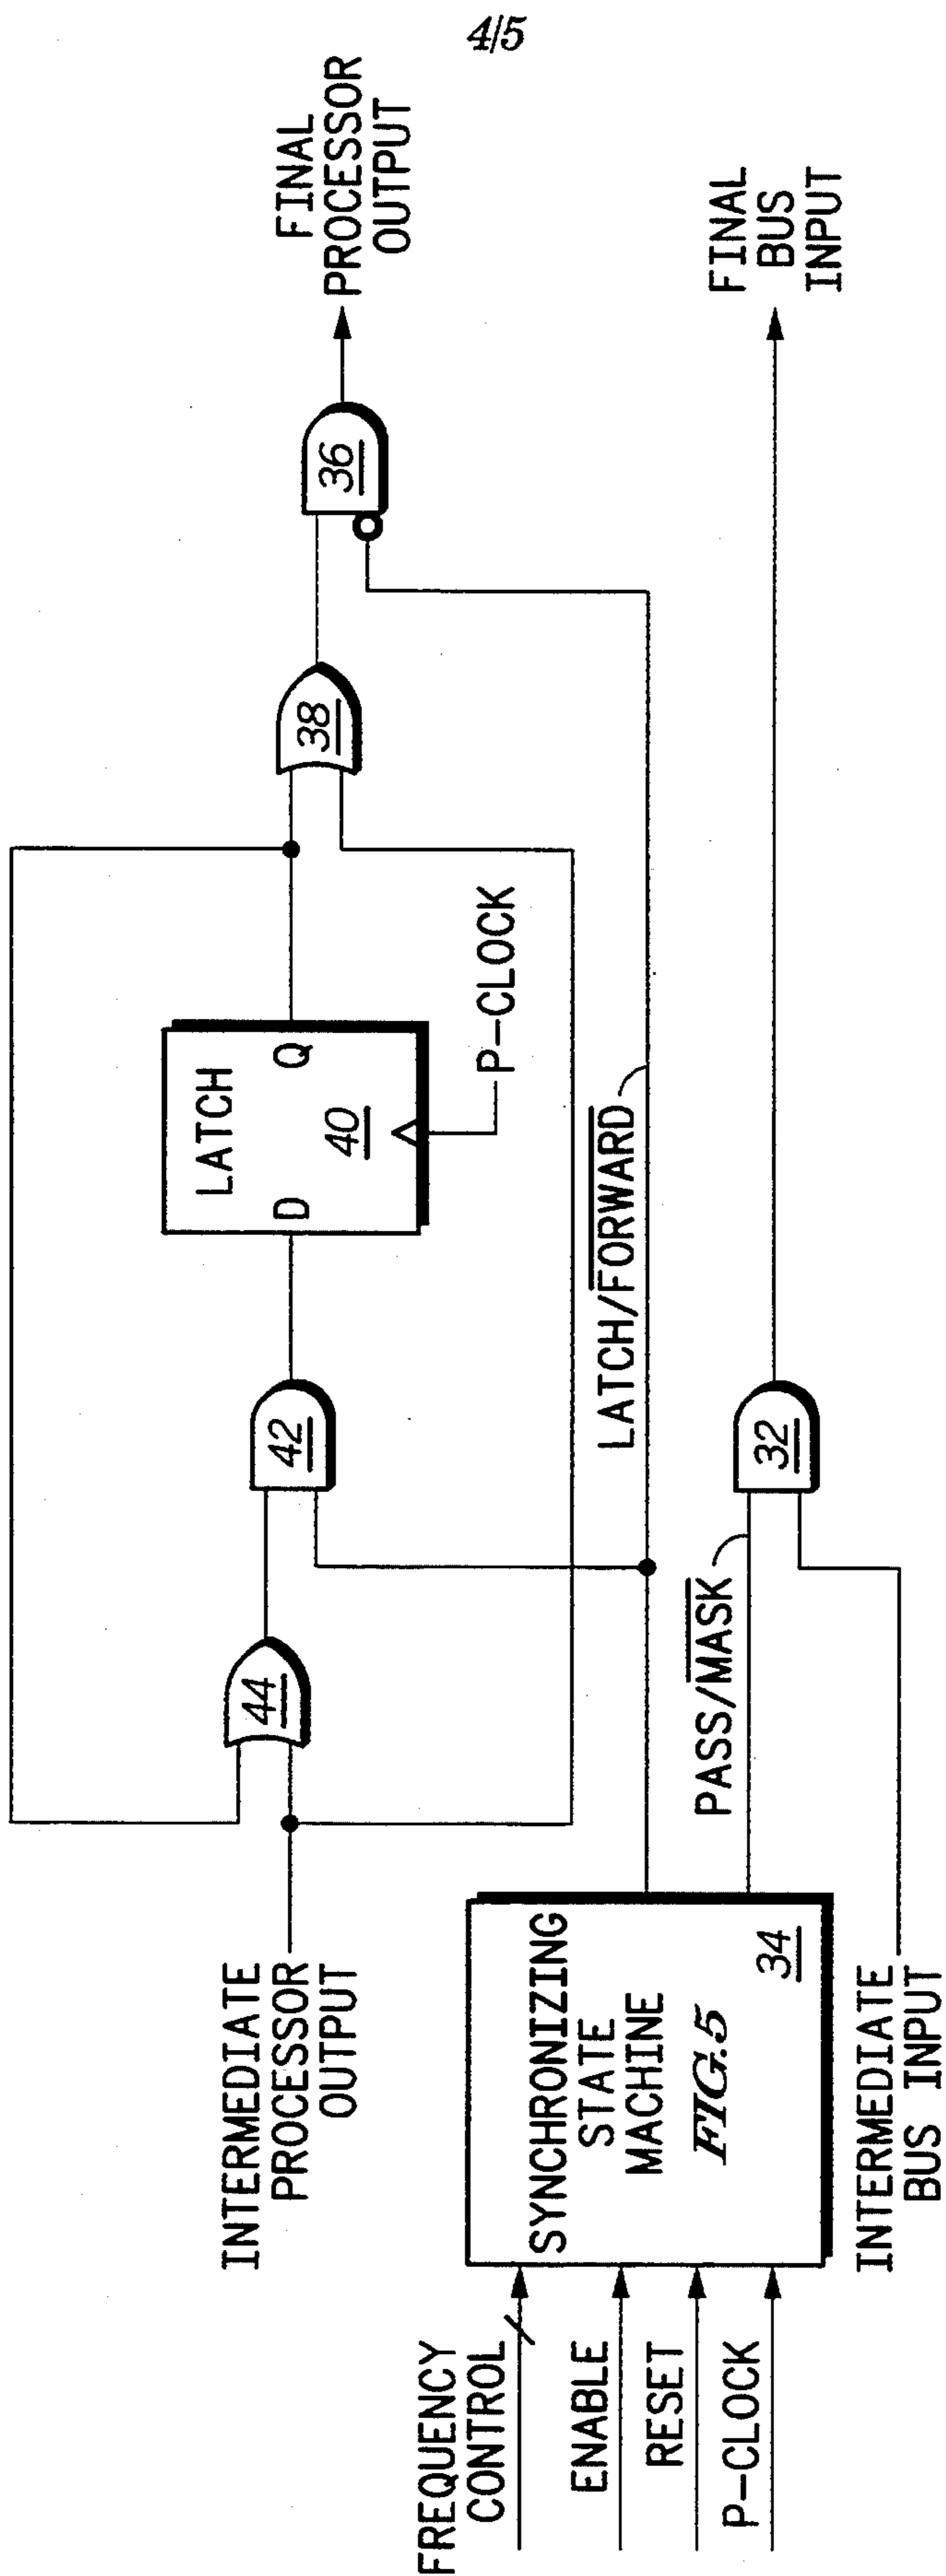 4/5
FREQUENCY
CONTROL
ENABLE
RESET
P-CLOCK
SYNCHRONIZING
STATE
MACHINE
FIG.5
34
INTERMEDIATE
PROCESSOR
OUTPUT
INTERMEDIATE
BUS INPUT
44
42
LATCH
D
Q
40
P-CLOCK
LATCH/FORWARD
PASS/MASK
32
38
36
FINAL
PROCESSOR
OUTPUT
FINAL
BUS
INPUT